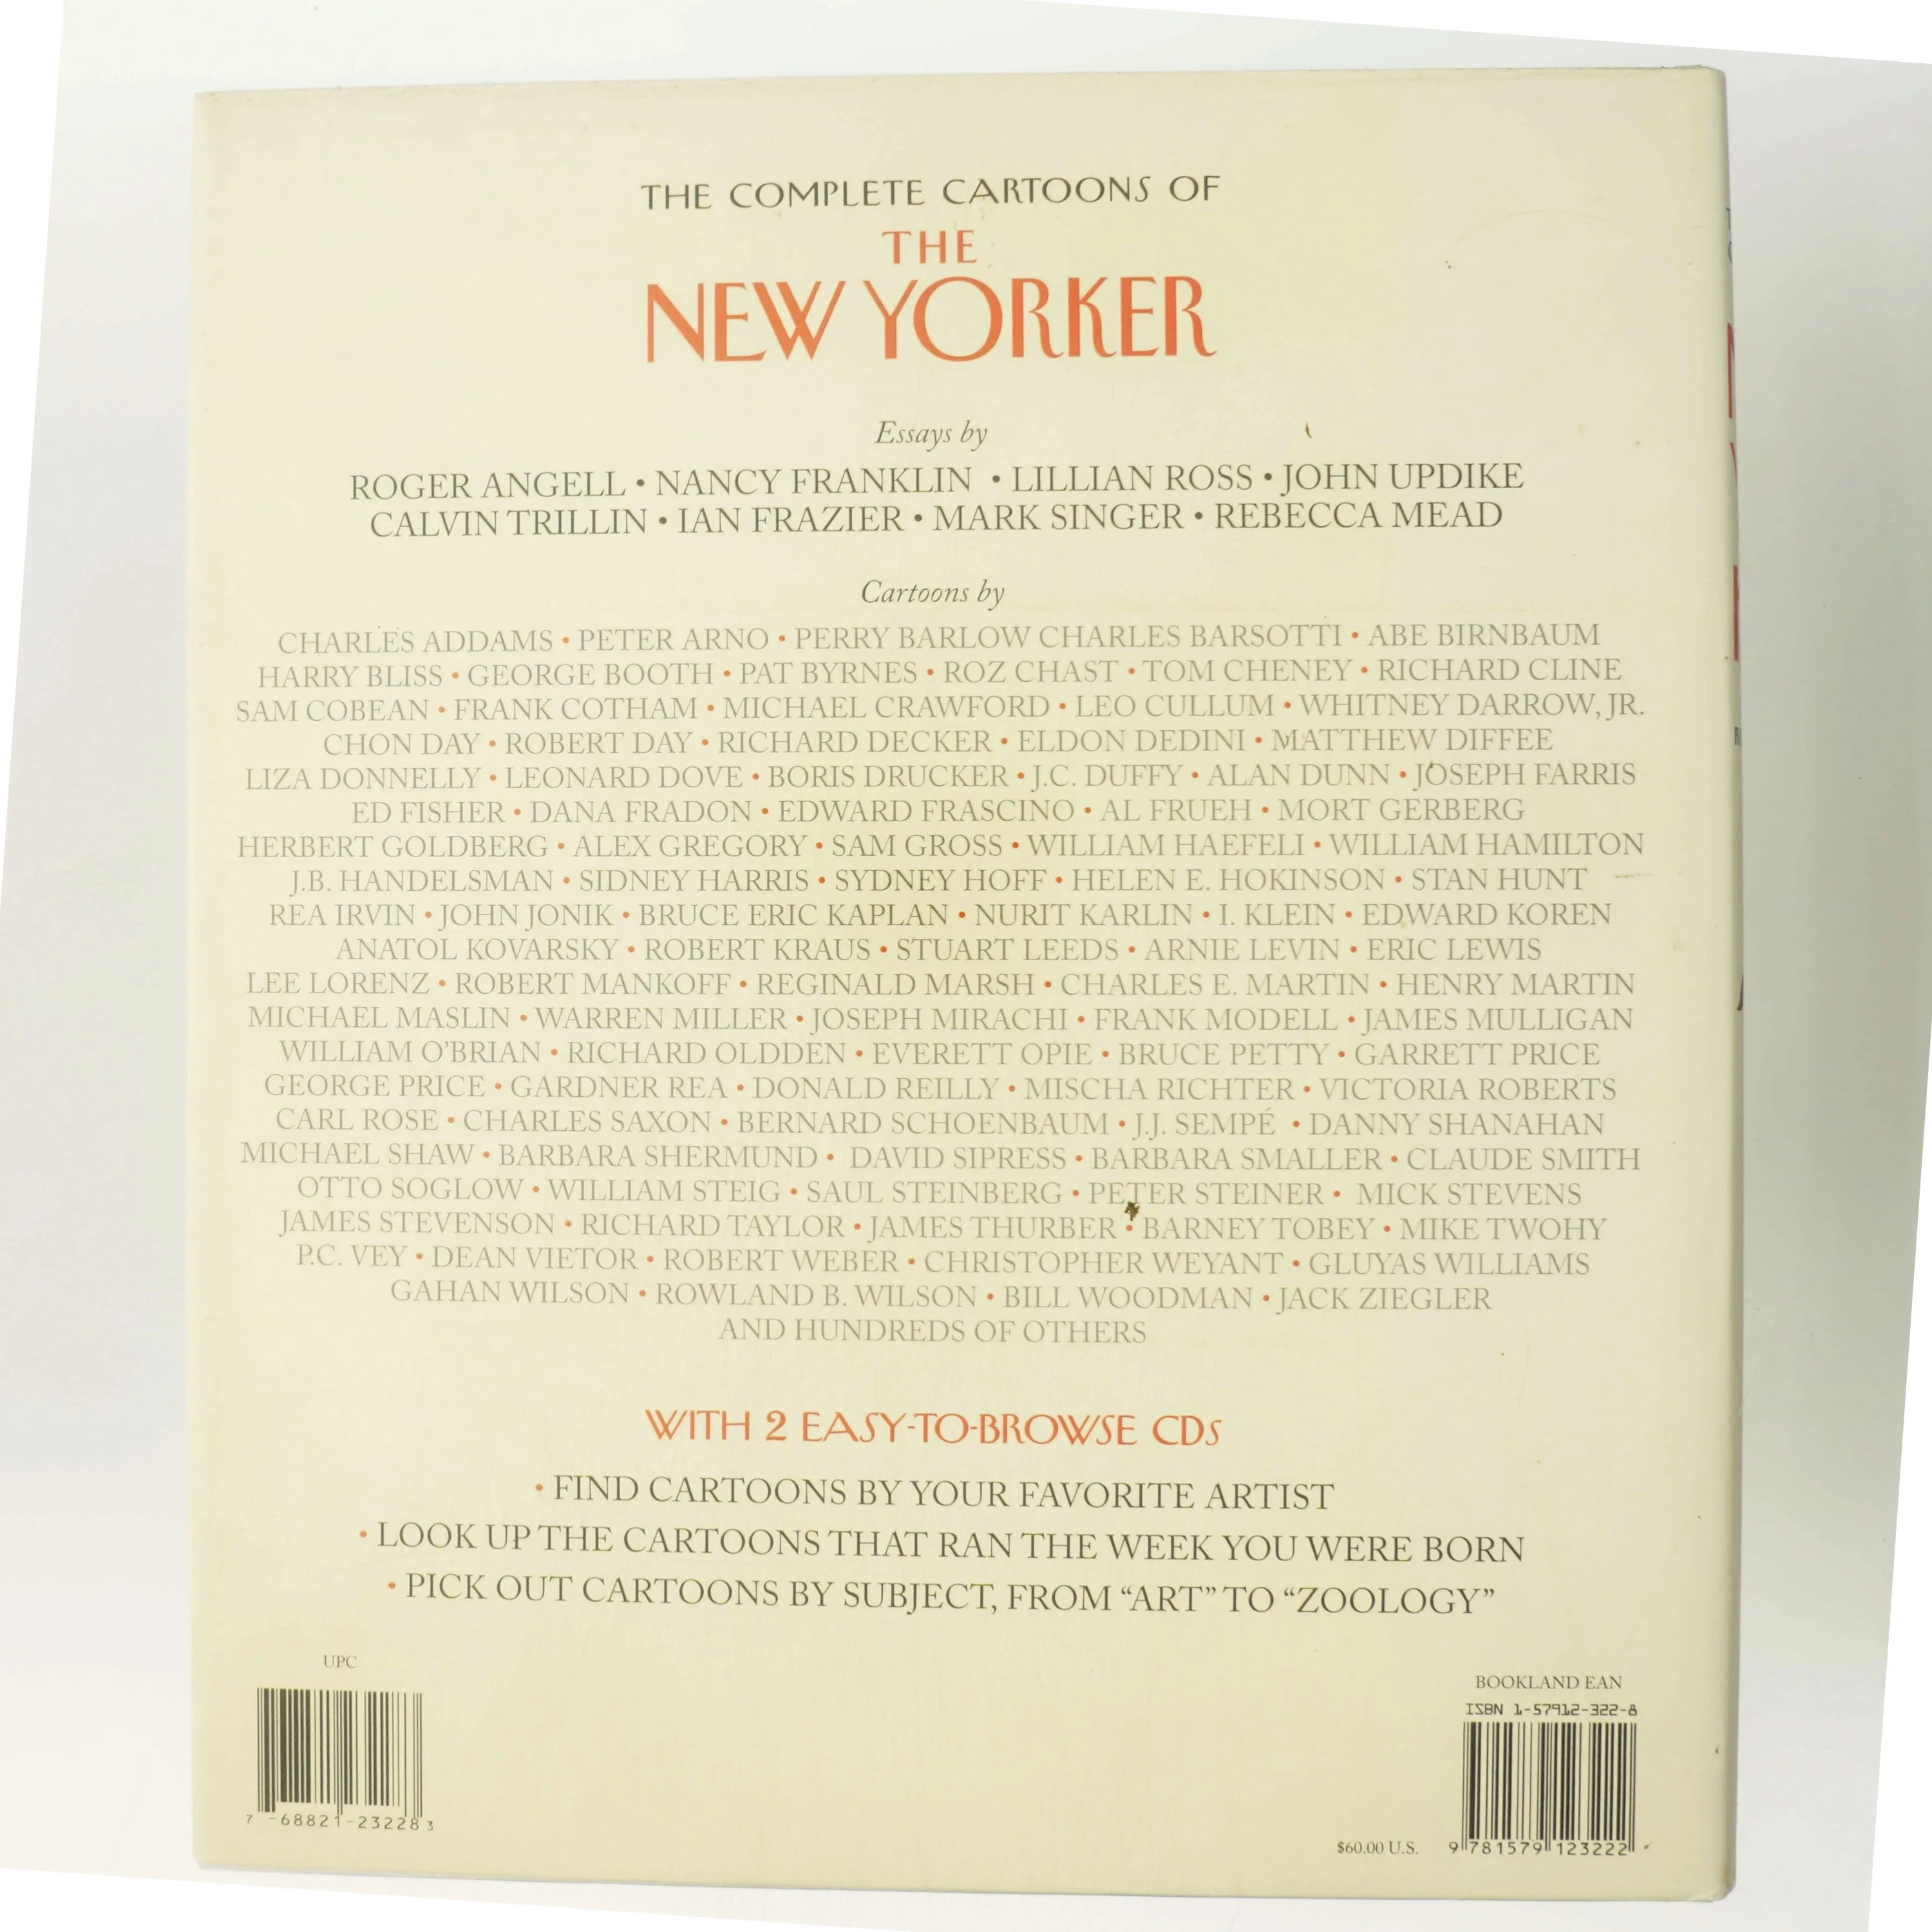 THE COMPLETE CARTOONS OF
THE
NEW YORKER
Essays by
ROGER ANGELL • NANCY FRANKLIN • LILLIAN ROSS • JOHN UPDIKE
CALVIN TRILLIN • IAN FRAZIER • MARK SINGER • REBECCA MEAD
Cartoons by
CHARLES ADDAMS • PETER ARNO • PERRY BARLOW CHARLES BARSOTTI • ABE BIRNBAUM
HARRY BLISS • GEORGE BOOTH • PAT BYRNES • ROZ CHAST • TOM CHENEY • RICHARD CLINE
SAM COBEAN • FRANK COTHAM • MICHAEL CRAWFORD • LEO CULLUM • WHITNEY DARROW, JR.
CHON DAY • ROBERT DAY • RICHARD DECKER • ELDON DEDINI • MATTHEW DIFFEE
LIZA DONNELLY • LEONARD DOVE • BORIS DRUCKER • J.C. DUFFY • ALAN DUNN • JOSEPH FARRIS
ED FISHER • DANA FRADON • EDWARD FRASCINO • AL FRUEH • MORT GERBERG
HERBERT GOLDBERG • ALEX GREGORY • SAM GROSS • WILLIAM HAEFELI • WILLIAM HAMILTON
J.B. HANDELSMAN • SIDNEY HARRIS • SYDNEY HOFF • HELEN E. HOKINSON • STAN HUNT
REA IRVIN • JOHN JONIK • BRUCE ERIC KAPLAN • NURIT KARLIN • I. KLEIN • EDWARD KOREN
ANATOL KOVARSKY • ROBERT KRAUS • STUART LEEDS • ARNIE LEVIN • ERIC LEWIS
LEE LORENZ • ROBERT MANKOFF • REGINALD MARSH • CHARLES E. MARTIN • HENRY MARTIN
MICHAEL MASLIN • WARREN MILLER • JOSEPH MIRACHI • FRANK MODELL • JAMES MULLIGAN
WILLIAM O'BRIAN • RICHARD OLDDEN • EVERETT OPIE • BRUCE PETTY • GARRETT PRICE
GEORGE PRICE • GARDNER REA • DONALD REILLY • MISCHA RICHTER • VICTORIA ROBERTS
CARL ROSE • CHARLES SAXON • BERNARD SCHOENBAUM • J.J. SEMPÉ • DANNY SHANAHAN
MICHAEL SHAW • BARBARA SHERMUND • DAVID SIPRESS • BARBARA SMALLER • CLAUDE SMITH
OTTO SOGLOW • WILLIAM STEIG • SAUL STEINBERG • PETER STEINER • MICK STEVENS
JAMES STEVENSON • RICHARD TAYLOR • JAMES THURBER • BARNEY TOBEY • MIKE TWOHY
P.C. VEY • DEAN VIETOR • ROBERT WEBER • CHRISTOPHER WEYANT • GLUYAS WILLIAMS
GAHAN WILSON • ROWLAND B. WILSON • BILL WOODMAN • JACK ZIEGLER
AND HUNDREDS OF OTHERS
WITH 2 EASY-TO-BROWSE CDs
• FIND CARTOONS BY YOUR FAVORITE ARTIST
• LOOK UP THE CARTOONS THAT RAN THE WEEK YOU WERE BORN
• PICK OUT CARTOONS BY SUBJECT, FROM “ART” TO “ZOOLOGY”
UPC
7-68821-23228 3
BOOKLAND EAN
ISBN 1-57912-322-8
$60.00 U.S.
9 781579 123222